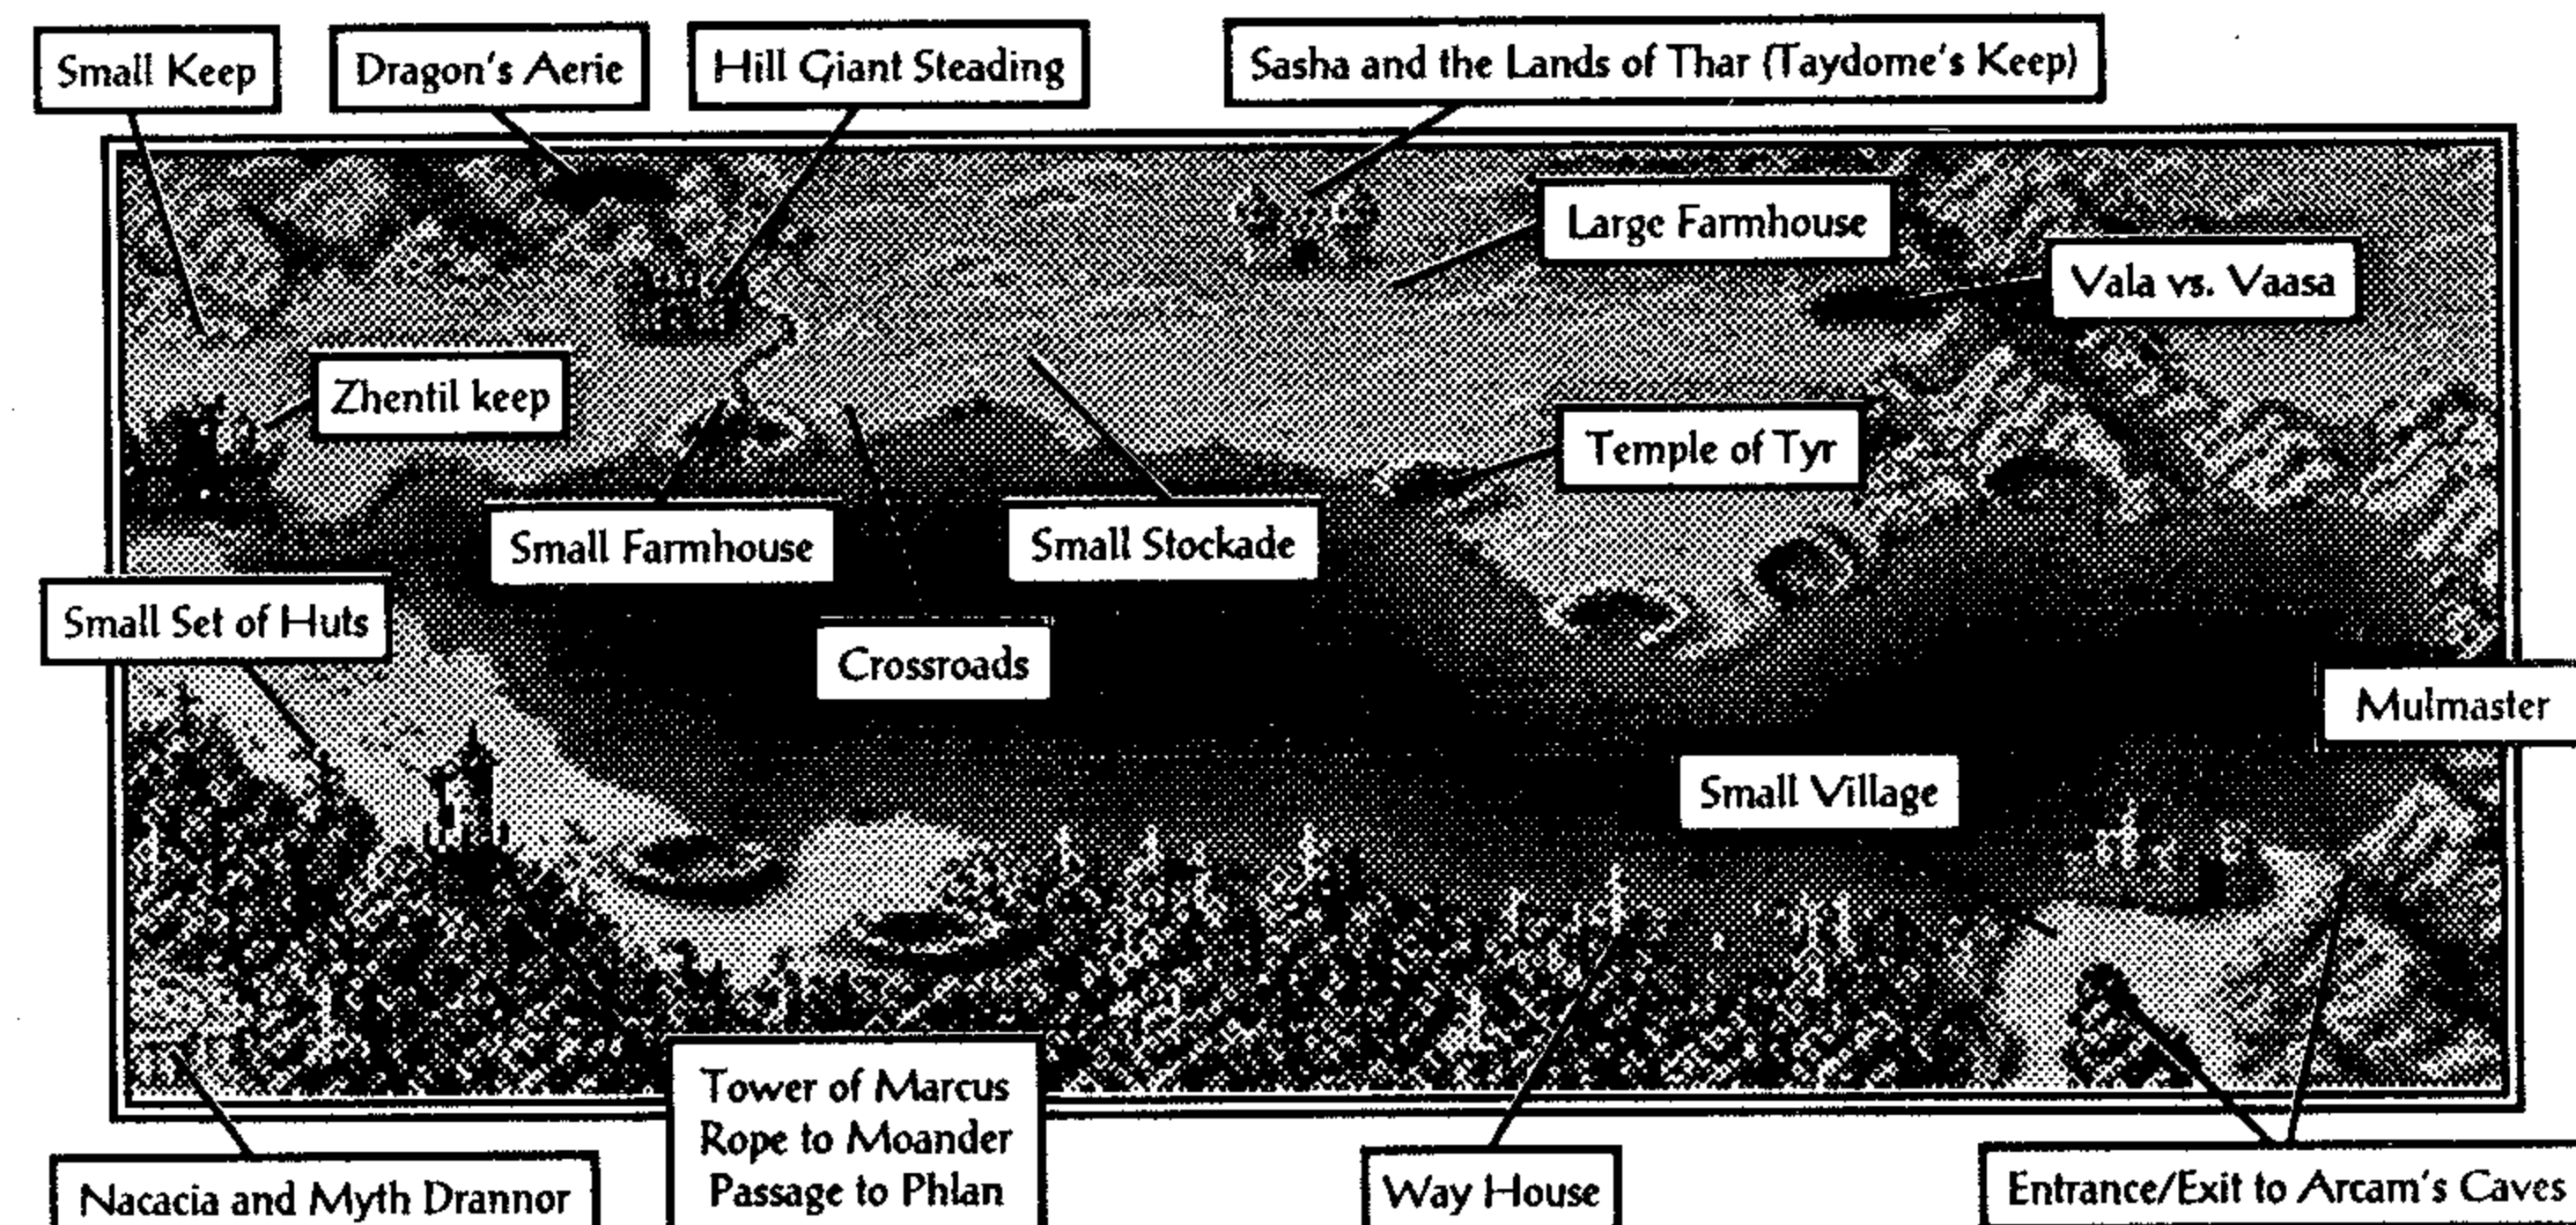 Small Keep
Dragon's Aerie
Hill Giant Steading
Sasha and the Lands of Thar (Taydome's Keep)
Large Farmhouse
Vala vs. Vaasa
Zhentil keep
Temple of Tyr
Small Farmhouse
Small Stockade
Small Set of Huts
Crossroads
Mulmaster
Small Village
Tower of Marcus
Rope to Moander
Passage to Phlan
Nacacia and Myth Drannor
Way House
Entrance/Exit to Arcam's Caves